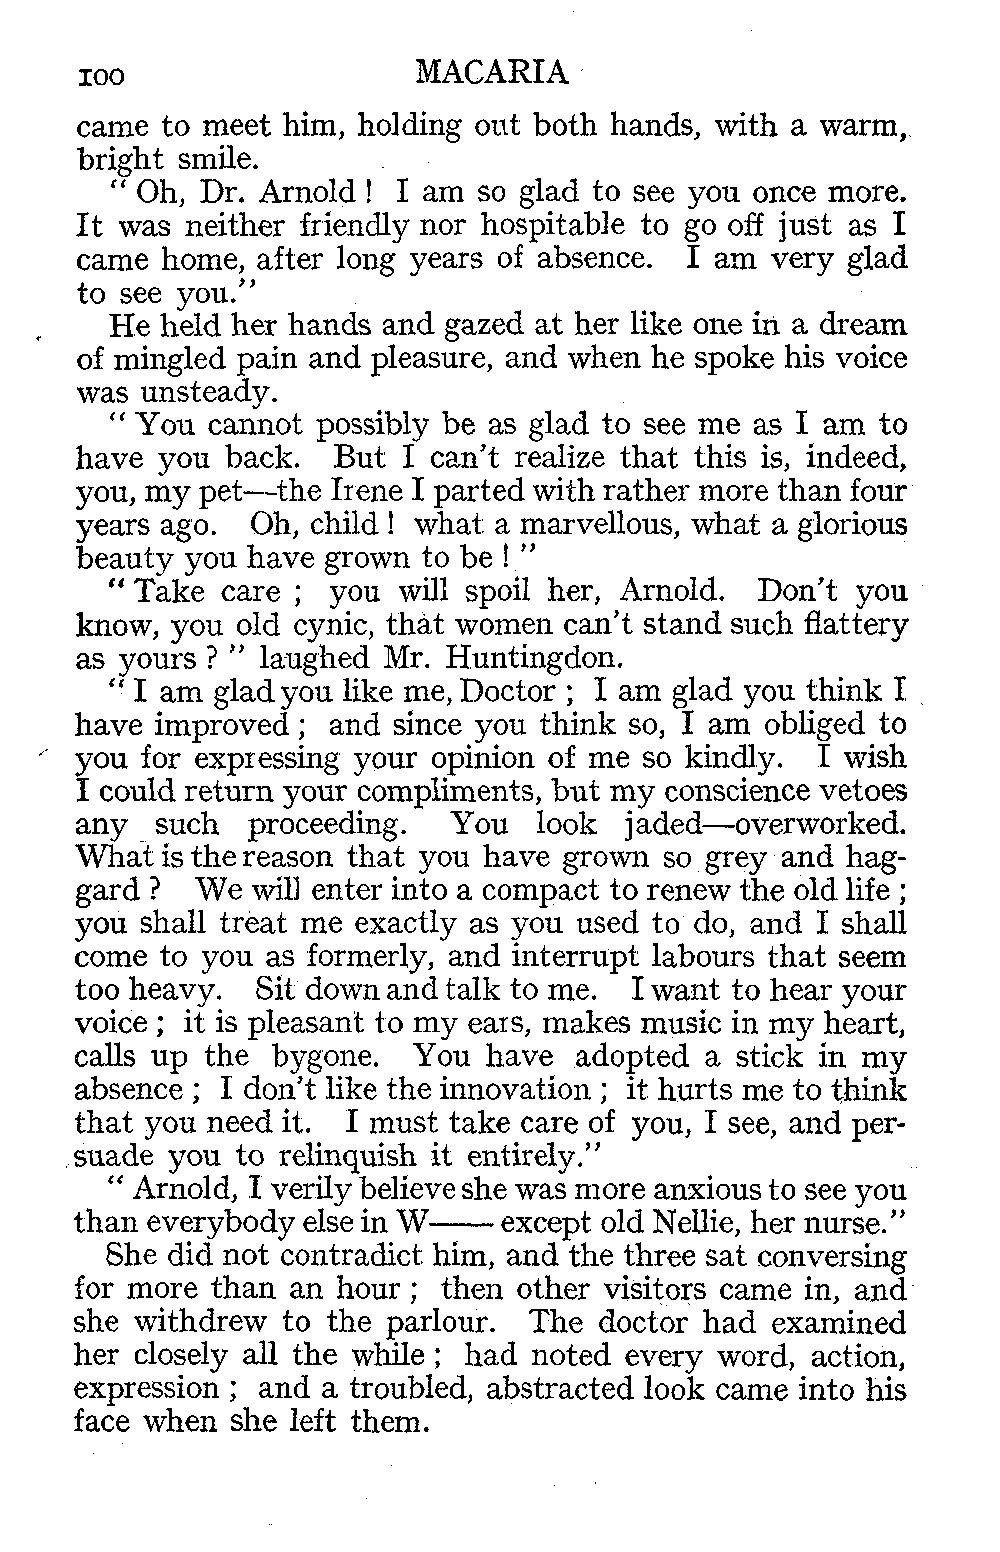 100 MACARIA
came to meet him, holding out both hands, with a warm,
bright smile.
“ Oh, Dr. Arnold ! I am so glad to see you once more.
It was neither friendly nor hospitable to go off just as I
came home, after long years of absence. I am very glad
to see you.”
He held her hands and gazed at her like one in a dream
of mingled pain and pleasure, and when he spoke his voice
was unsteady.
“ You cannot possibly be as glad to see me as I am to
have you back. But I can’t realize that this is, indeed,
you, my pet—the Irene I parted with rather more than four
years ago. Oh, child ! what a marvellous, what a glorious
beauty you have grown to be ! ”
“ Take care ; you will spoil her, Arnold. Don’t you
know, you old cynic, that women can’t stand such flattery
as yours ? ” laughed Mr. Huntingdon.
“ I am glad you like me, Doctor ; I am glad you think I
have improved ; and since you think so, I am obliged to
you for expressing your opinion of me so kindly. I wish
I could return your compliments, but my conscience vetoes
any such proceeding. You look jaded—overworked.
What is the reason that you have grown so grey and hag-
gard ? We will enter into a compact to renew the old life ;
you shall treat me exactly as you used to do, and I shall
come to you as formerly, and interrupt labours that seem
too heavy. Sit down and talk to me. I want to hear your
voice ; it is pleasant to my ears, makes music in my heart,
calls up the bygone. You have adopted a stick in my
absence ; I don’t like the innovation ; it hurts me to think
that you need it. I must take care of you, I see, and per-
suade you to relinquish it entirely.”
“ Arnold, I verily believe she was more anxious to see you
than everybody else in W—— except old Nellie, her nurse.”
She did not contradict him, and the three sat conversing
for more than an hour ; then other visitors came in, and
she withdrew to the parlour. The doctor had examined
her closely all the while ; had noted every word, action,
expression ; and a troubled, abstracted look came into his
face when she left them.